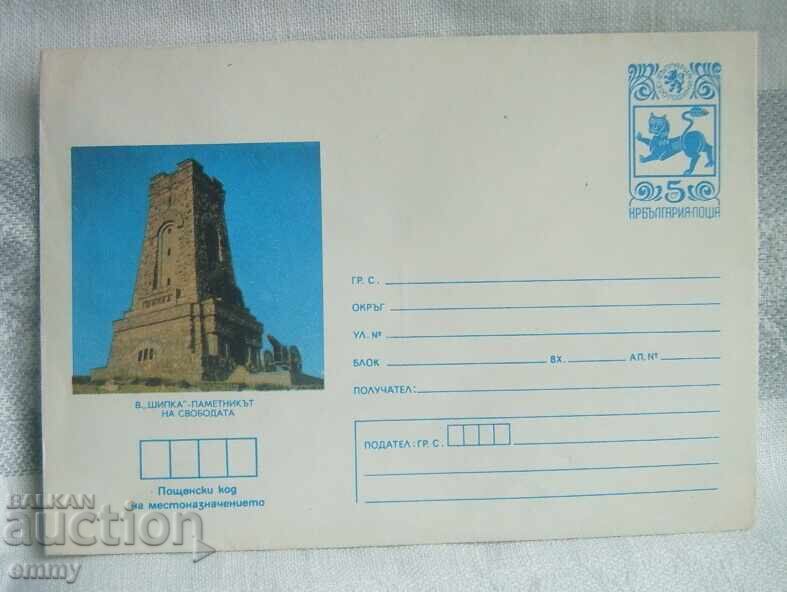 5
НРБЪЛГАРИЯ·ПОЩА
ГР. С.
ОКРЪГ
УЛ. №
БЛОК ВХ. АП. №
ПОЛУЧАТЕЛ:
ПОДАТЕЛ: ГР. С.
В. „ШИПКА"-ПАМЕТНИКЪТ
НА СВОБОДАТА
Пощенски код
на местоназначението
BALKAN
auction
emmy